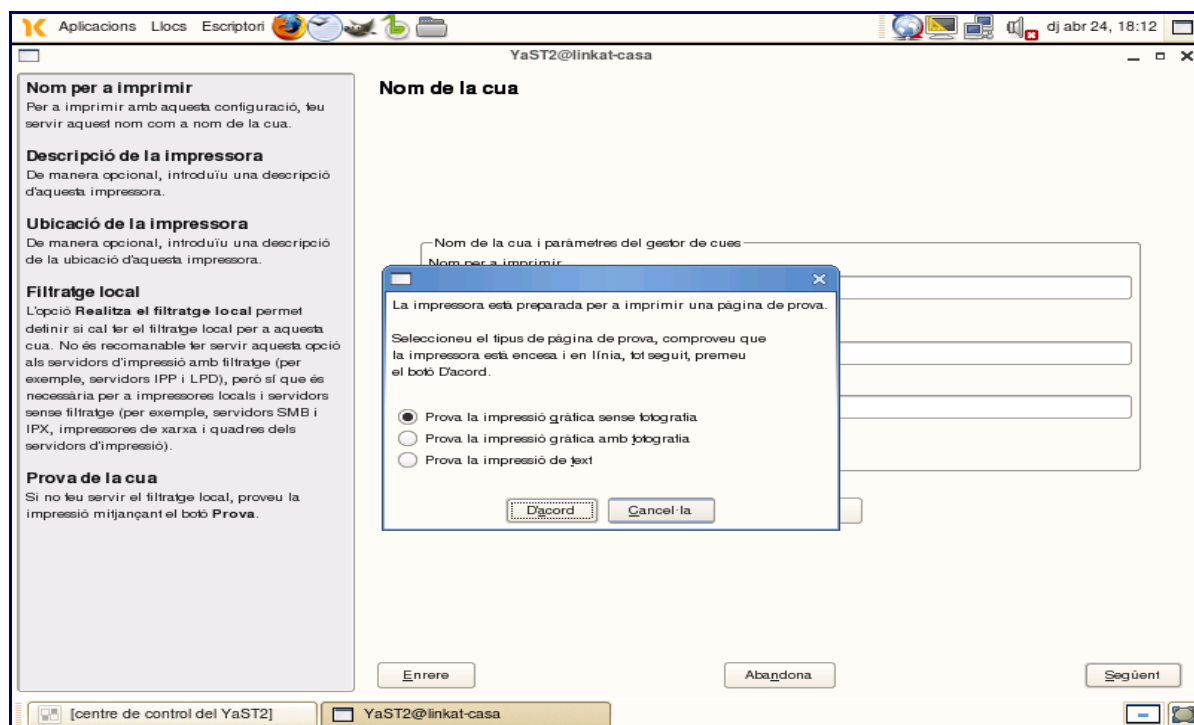 Aplicacions Llocs Escriptori
dj abr 24, 18:12
YaST2@linkat-casa
Nom per a imprimir
Per a imprimir amb aquesta configuració, feu
servir aquest nom com a nom de la cua.
Descripció de la impressora
De manera opcional, introduïu una descripció
d'aquesta impressora.
Ubicació de la impressora
De manera opcional, introduïu una descripció
de la ubicació d'aquesta impressora.
Filtratge local
L'opció Realitza el filtratge local permet
definir si cal fer el filtratge local per a aquesta
cua. No és recomanable fer servir aquesta opció
als servidors d'impressió amb filtratge (per
exemple, servidors IPP i LPD), però sí que és
necessària per a impressores locals i servidors
sense filtratge (per exemple, servidors SMB i
IPX, impressores de xarxa i quadres dels
servidors d'impressió).
Prova de la cua
Si no feu servir el filtratge local, proveu la
impressió mitjançant el botó Prova.
Nom de la cua
Nom de la cua i paràmetres del gestor de cues
Nom per a imprimir
La impressora està preparada per a imprimir una pàgina de prova.
Seleccioneu el tipus de pàgina de prova, comproveu que
la impressora està encesa i en línia, tot seguit, premeu
el botó D'acord.
Prova la impressió gràfica sense fotografia
Prova la impressió gràfica amb fotografia
Prova la impressió de text
D'acord
Cancel·la
Enrere
Abandona
Següent
[centre de control del YaST2]
YaST2@linkat-casa